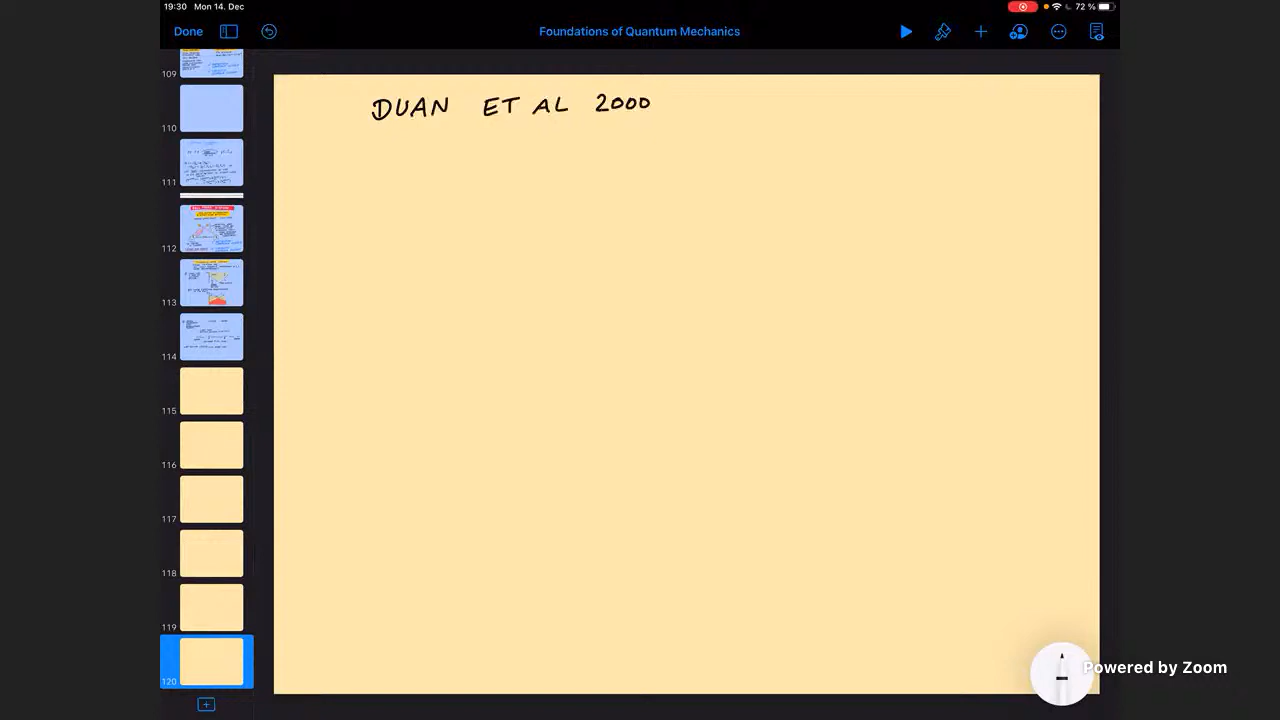 19:30 Mon 14. Dec
72 %
Done
Foundations of Quantum Mechanics
DUAN ET AL 2000
109
110
111
112
113
114
115
116
117
118
119
120
Powered by Zoom